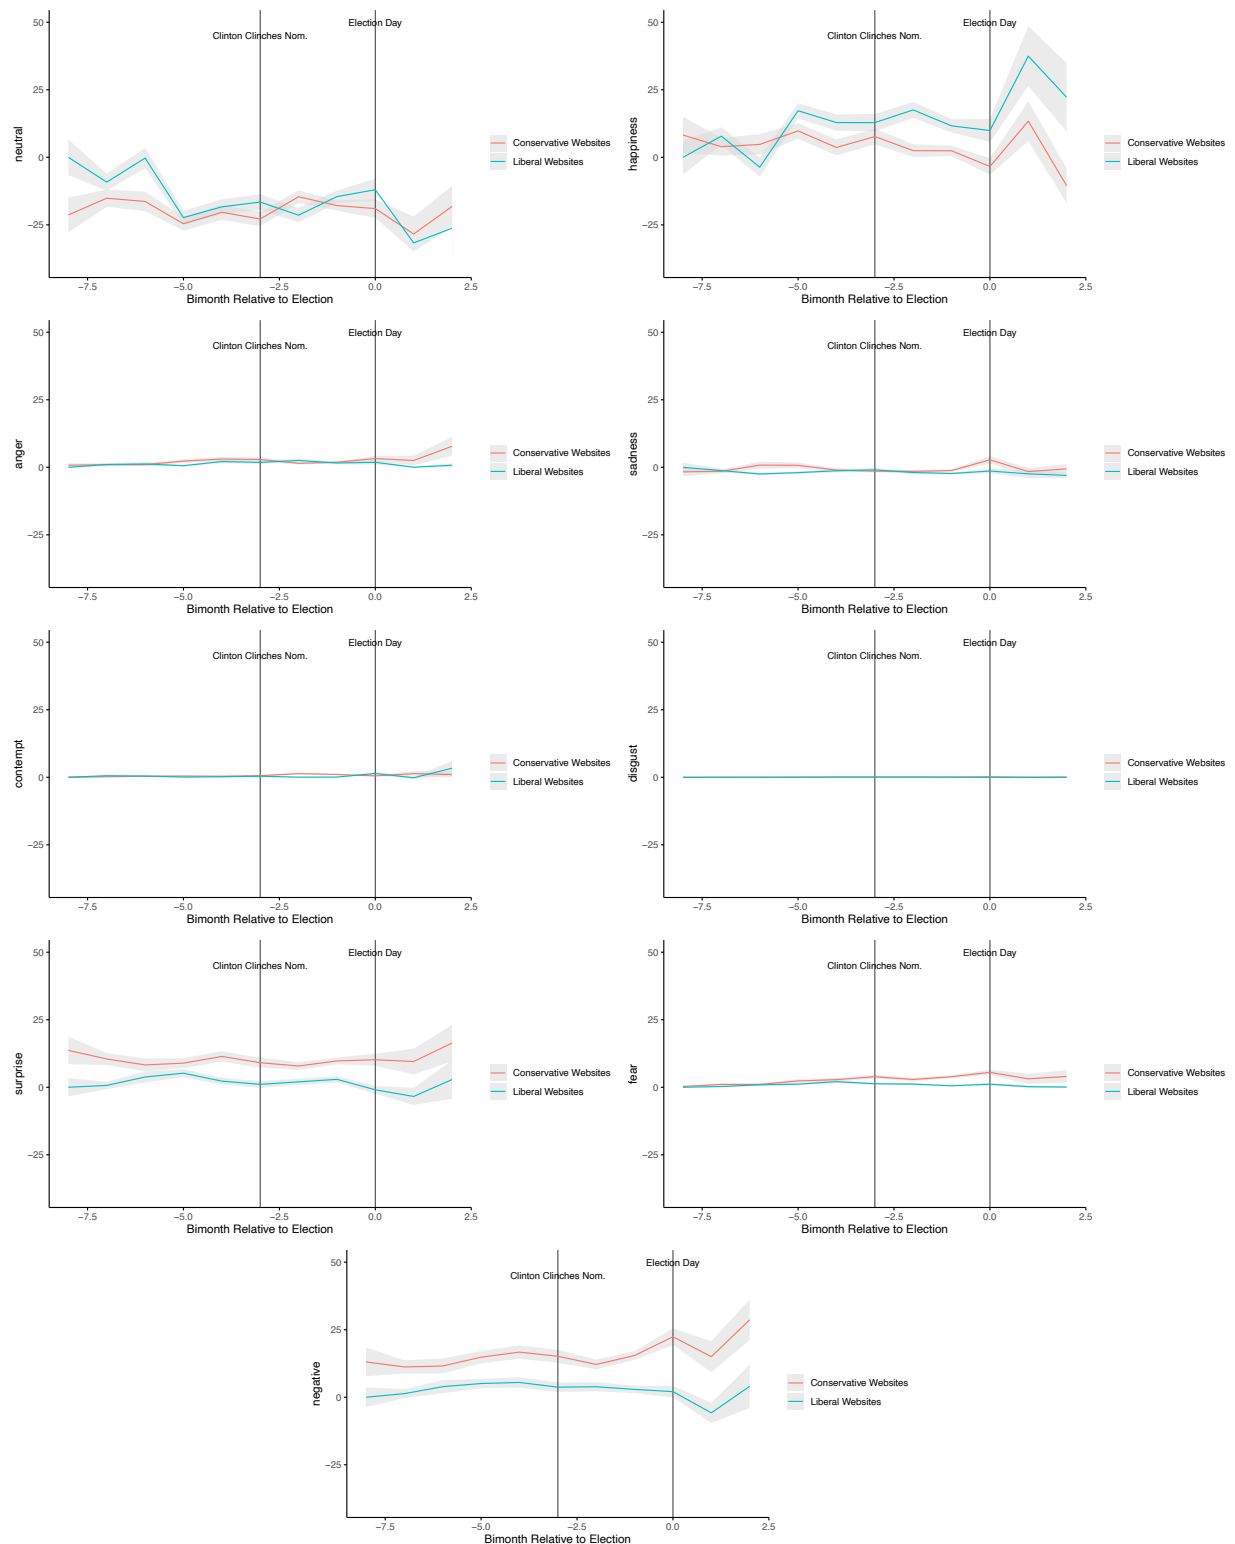 Election Day
Clinton Clinches Nom.
50
25
0
−25
neutral
−7.5 −5.0 −2.5 0.0 2.5
Bimonth Relative to Election
Conservative Websites
Liberal Websites
Election Day
Clinton Clinches Nom.
50
25
0
−25
happiness
−7.5 −5.0 −2.5 0.0 2.5
Bimonth Relative to Election
Conservative Websites
Liberal Websites
Election Day
Clinton Clinches Nom.
50
25
0
−25
anger
−7.5 −5.0 −2.5 0.0 2.5
Bimonth Relative to Election
Conservative Websites
Liberal Websites
Election Day
Clinton Clinches Nom.
50
25
0
−25
sadness
−7.5 −5.0 −2.5 0.0 2.5
Bimonth Relative to Election
Conservative Websites
Liberal Websites
Election Day
Clinton Clinches Nom.
50
25
0
−25
contempt
−7.5 −5.0 −2.5 0.0 2.5
Bimonth Relative to Election
Conservative Websites
Liberal Websites
Election Day
Clinton Clinches Nom.
50
25
0
−25
disgust
−7.5 −5.0 −2.5 0.0 2.5
Bimonth Relative to Election
Conservative Websites
Liberal Websites
Election Day
Clinton Clinches Nom.
50
25
0
−25
surprise
−7.5 −5.0 −2.5 0.0 2.5
Bimonth Relative to Election
Conservative Websites
Liberal Websites
Election Day
Clinton Clinches Nom.
50
25
0
−25
fear
−7.5 −5.0 −2.5 0.0 2.5
Bimonth Relative to Election
Conservative Websites
Liberal Websites
Election Day
Clinton Clinches Nom.
50
25
0
−25
negative
−7.5 −5.0 −2.5 0.0 2.5
Bimonth Relative to Election
Conservative Websites
Liberal Websites